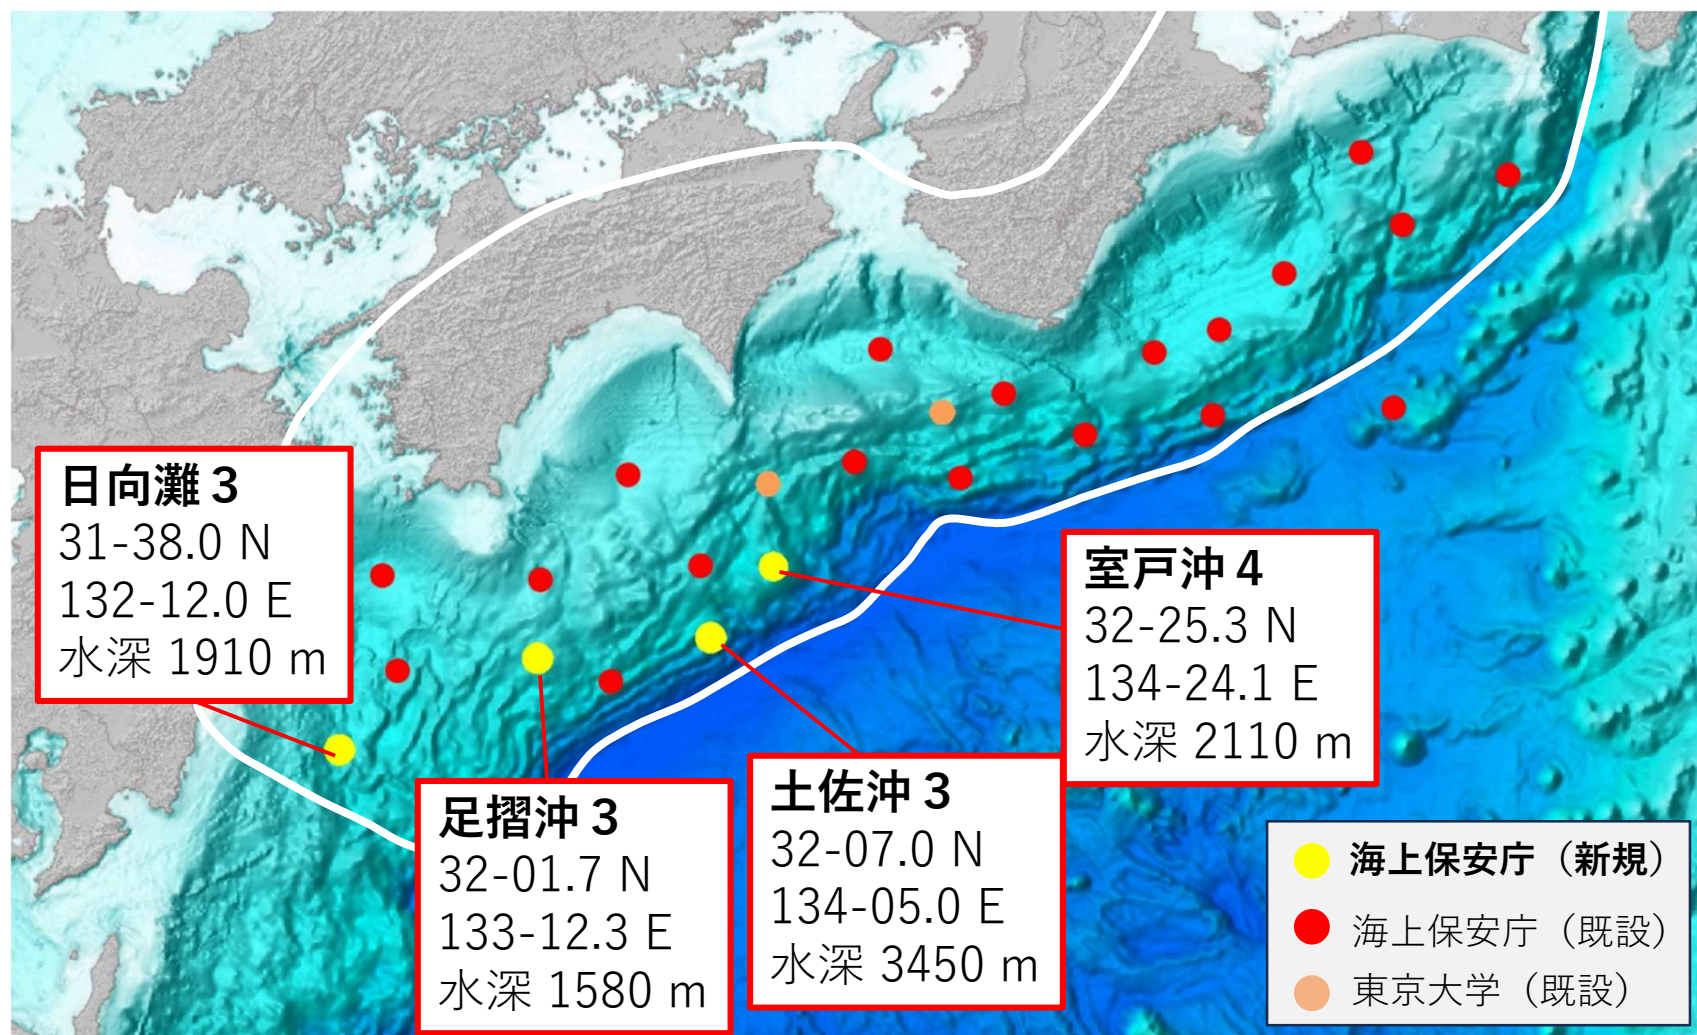 日向灘３
31-38.0 N
132-12.0 E
水深 1910 m
足摺沖３
32-01.7 N
133-12.3 E
水深 1580 m
土佐沖３
32-07.0 N
134-05.0 E
水深 3450 m
室戸沖４
32-25.3 N
134-24.1 E
水深 2110 m
海上保安庁（新規）
海上保安庁（既設）
東京大学（既設）